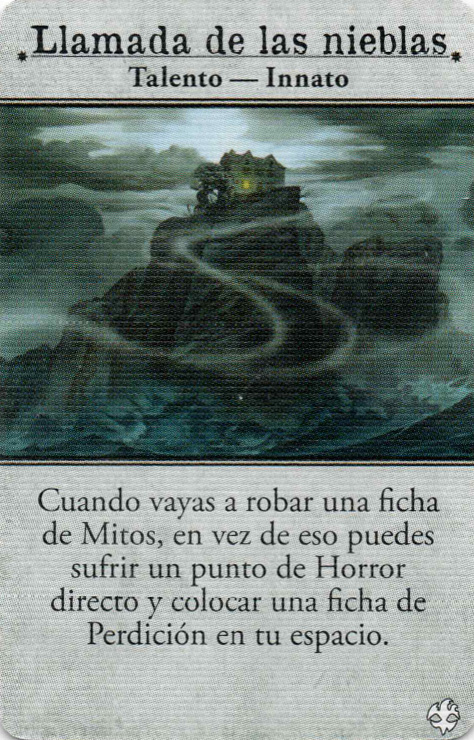 Llamada de las nieblas
Talento — Innato
Cuando vayas a robar una ficha
de Mitos, en vez de eso puedes
sufrir un punto de Horror
directo y colocar una ficha de
Perdición en tu espacio.